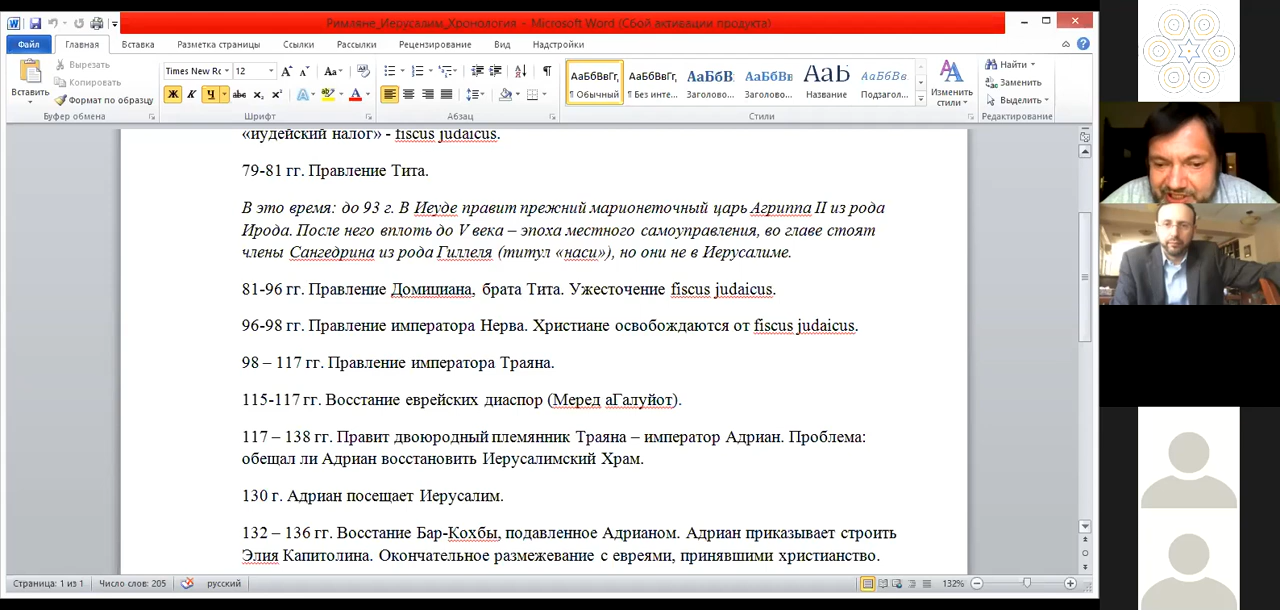 Римляне_Иерусалим_Хронология - Microsoft Word (Сбой активации продукта)
Файл Главная Вставка Разметка страницы Ссылки Рассылки Рецензирование Вид Надстройки
Вставить
Вырезать
Копировать
Формат по образцу
Буфер обмена
Times New Rc 12
Шрифт
Абзац
АаБбВвГг, АаБбВвГг, АаБбВ АаБбВв АаБ АаБбВв
¶ Обычный ¶ Без инте... Заголово... Заголово... Название Подзагол...
Стили
Изменить стили
Найти
Заменить
Выделить
Редактирование
«иудейский налог» - fiscus judaicus.
79-81 гг. Правление Тита.
В это время: до 93 г. В Иеуде правит прежний марионеточный царь Агриппа II из рода
Ирода. После него вплоть до V века – эпоха местного самоуправления, во главе стоят
члены Сангедрина из рода Гиллеля (титул «наси»), но они не в Иерусалиме.
81-96 гг. Правление Домициана, брата Тита. Ужесточение fiscus judaicus.
96-98 гг. Правление императора Нерва. Христиане освобождаются от fiscus judaicus.
98 – 117 гг. Правление императора Траяна.
115-117 гг. Восстание еврейских диаспор (Меред аГалуйот).
117 – 138 гг. Правит двоюродный племянник Траяна – император Адриан. Проблема:
обещал ли Адриан восстановить Иерусалимский Храм.
130 г. Адриан посещает Иерусалим.
132 – 136 гг. Восстание Бар-Кохбы, подавленное Адрианом. Адриан приказывает строить
Элия Капитолина. Окончательное размежевание с евреями, принявшими христианство.
Страница: 1 из 1 Число слов: 205 русский 132%